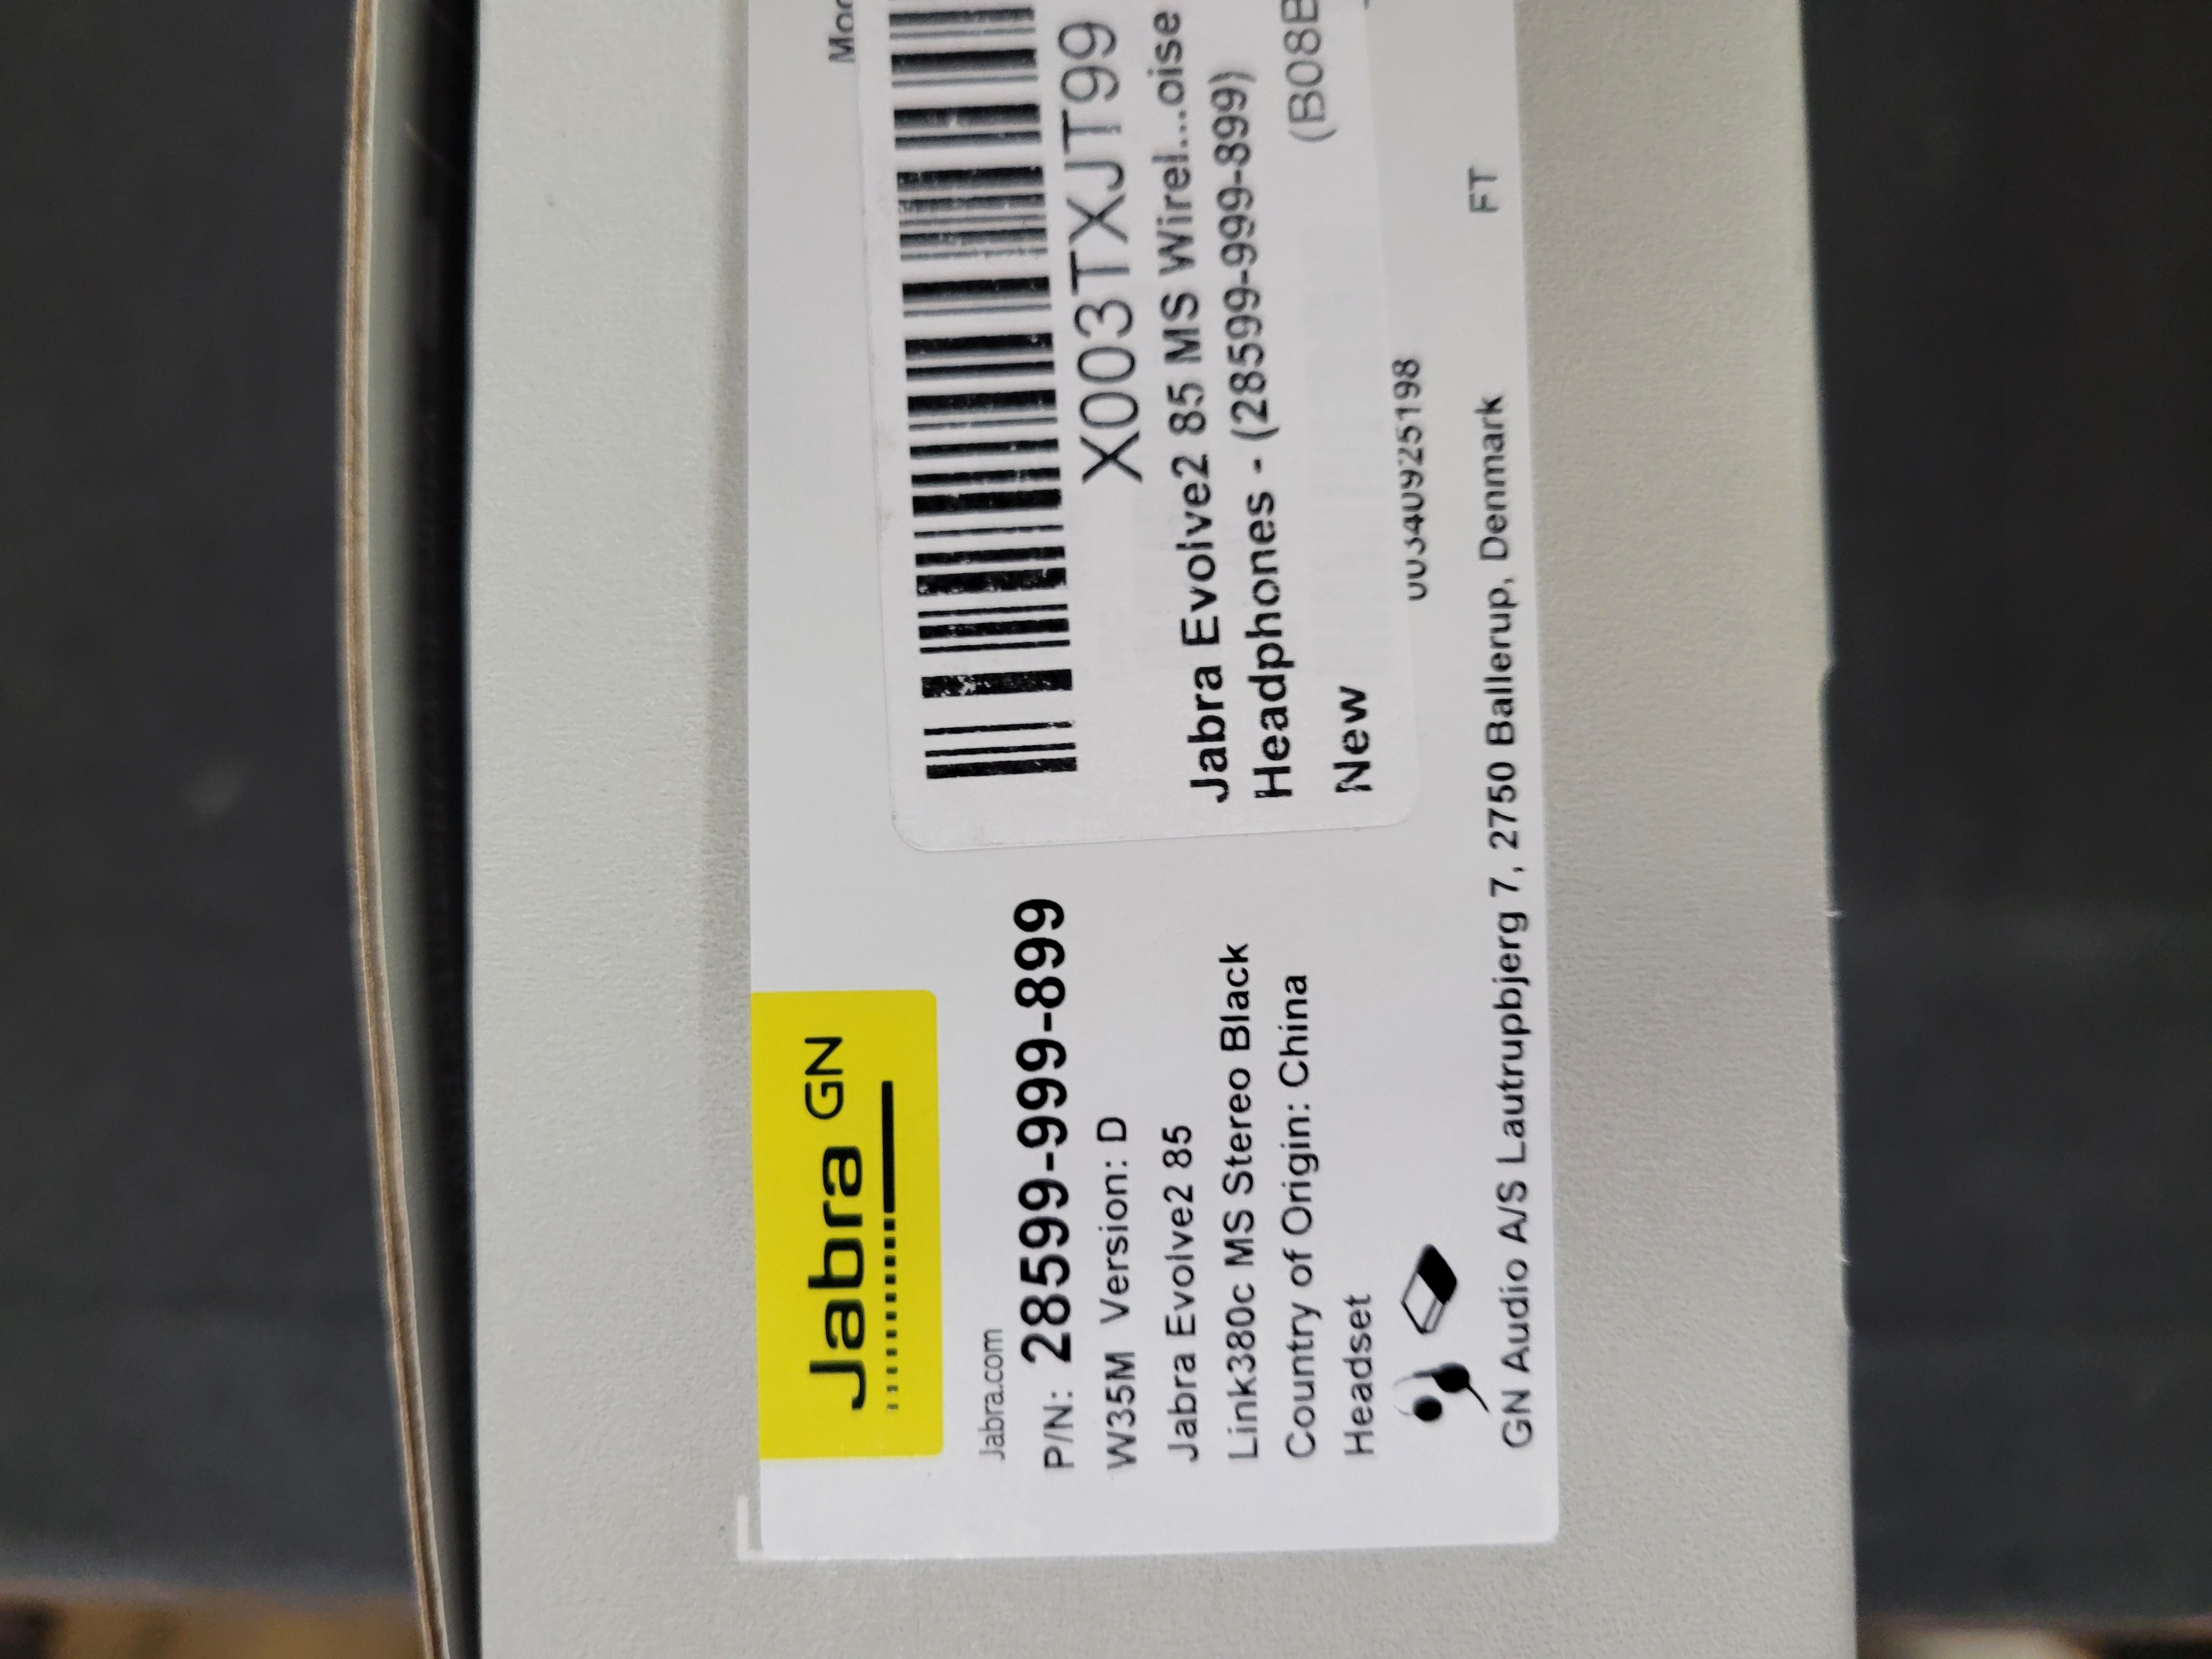 Jabra GN
Jabra.com
P/N: 28599-999-899
W35M Version: D
Jabra Evolve2 85
Link380c MS Stereo Black
Country of Origin: China
Headset
X003TXJT99
Jabra Evolve2 85 MS Wirel...oise
Headphones - (28599-999-899)
New
FT
GN Audio A/S Lautrupbjerg 7, 2750 Ballerup, Denmark